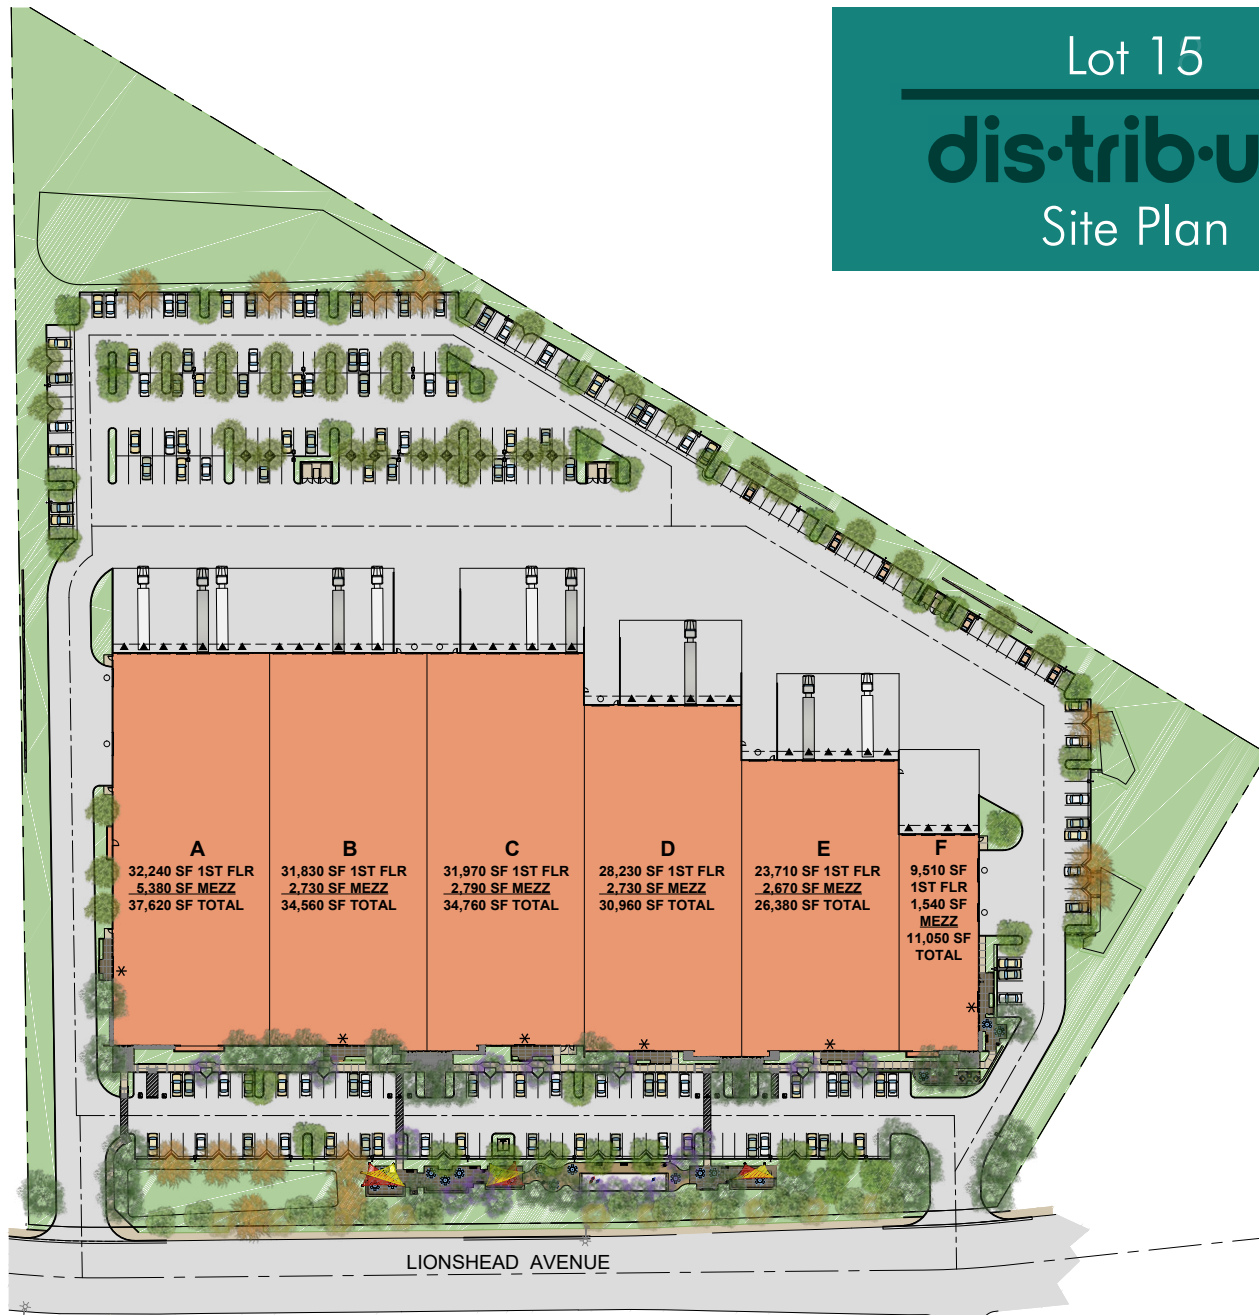 Lot 15
dis·trib·u
Site Plan
A
32,240 SF 1ST FLR
5,380 SF MEZZ
37,620 SF TOTAL
B
31,830 SF 1ST FLR
2,730 SF MEZZ
34,560 SF TOTAL
C
31,970 SF 1ST FLR
2,790 SF MEZZ
34,760 SF TOTAL
D
28,230 SF 1ST FLR
2,730 SF MEZZ
30,960 SF TOTAL
E
23,710 SF 1ST FLR
2,670 SF MEZZ
26,380 SF TOTAL
F
9,510 SF
1ST FLR
1,540 SF
MEZZ
11,050 SF
TOTAL
LIONSHEAD AVENUE